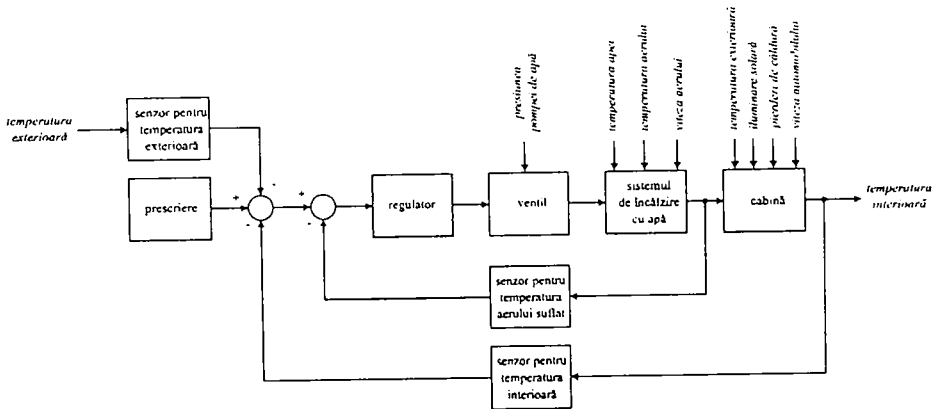 presiunea
pompei de apă
temperatura apei
temperatura aerului
viteza aerului
temperatura exterioară
iluminare solară
pierderi de căldură
viteza automobilului
temperatura
exterioară
senzor pentru
temperatura
exterioară
prescriere
+
-
-
+
-
regulator
ventil
sistemul
de încălzire
cu apă
cabină
temperatura
interioară
senzor pentru
temperatura
aerului suflat
senzor pentru
temperatura
interioară